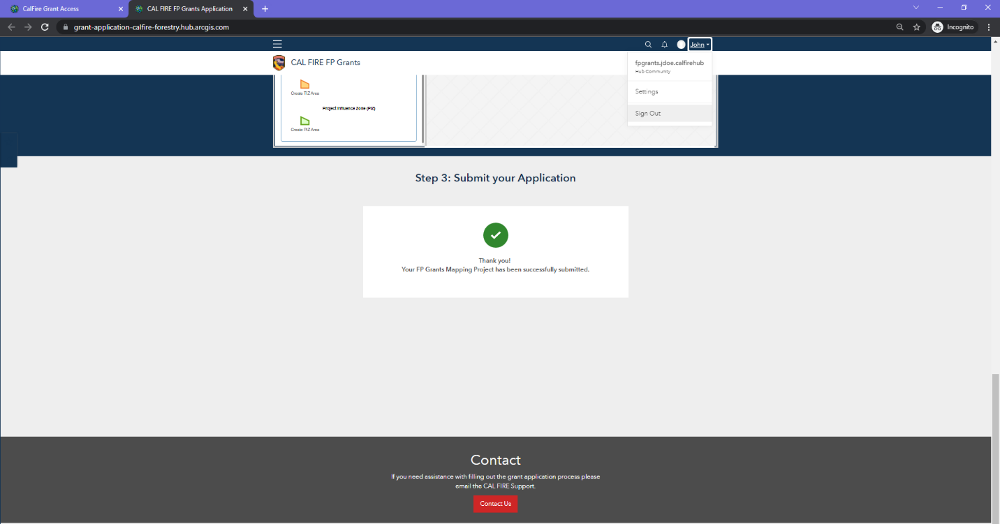 CalFire Grant Access
CAL FIRE FP Grants Application
grant-application-calfire-forestry.hub.arcgis.com
Incognito
John
CAL FIRE FP Grants
fpgrants.jdoe.calfirehub
Hub Community
Settings
Sign Out
Create TIZ Area
Project Influence Zone (PIZ)
Create PIZ Area
Step 3: Submit your Application
Thank you!
Your FP Grants Mapping Project has been successfully submitted.
Contact
If you need assistance with filling out the grant application process please
email the CAL FIRE Support.
Contact Us